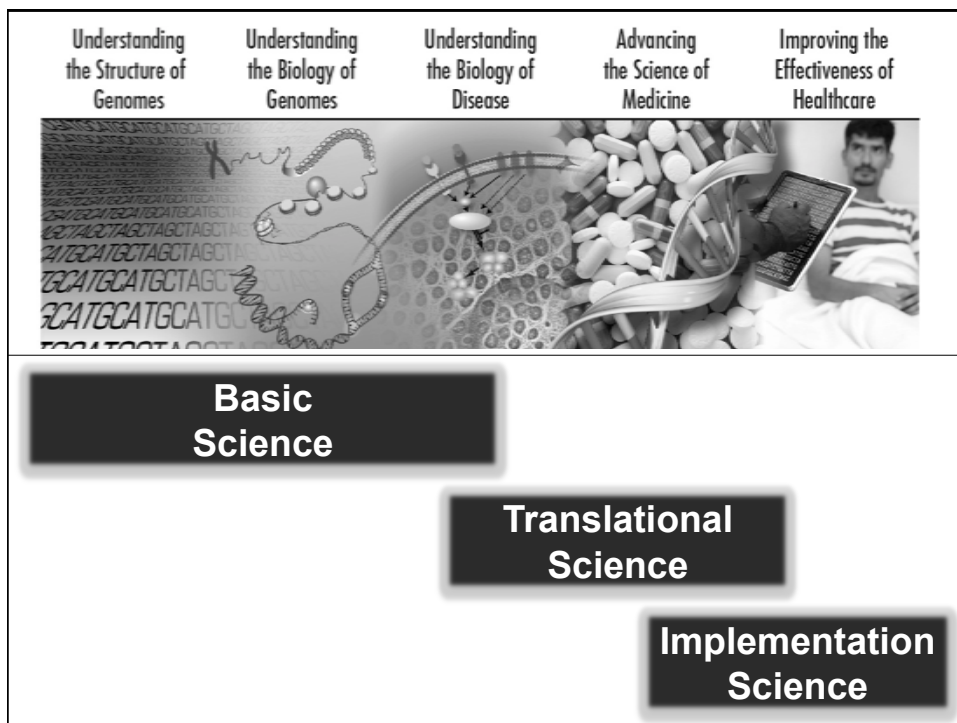 Understanding
the Structure of
Genomes
Understanding
the Biology of
Genomes
Understanding
the Biology of
Disease
Advancing
the Science of
Medicine
Improving the
Effectiveness of
Healthcare
Basic
Science
Translational
Science
Implementation
Science